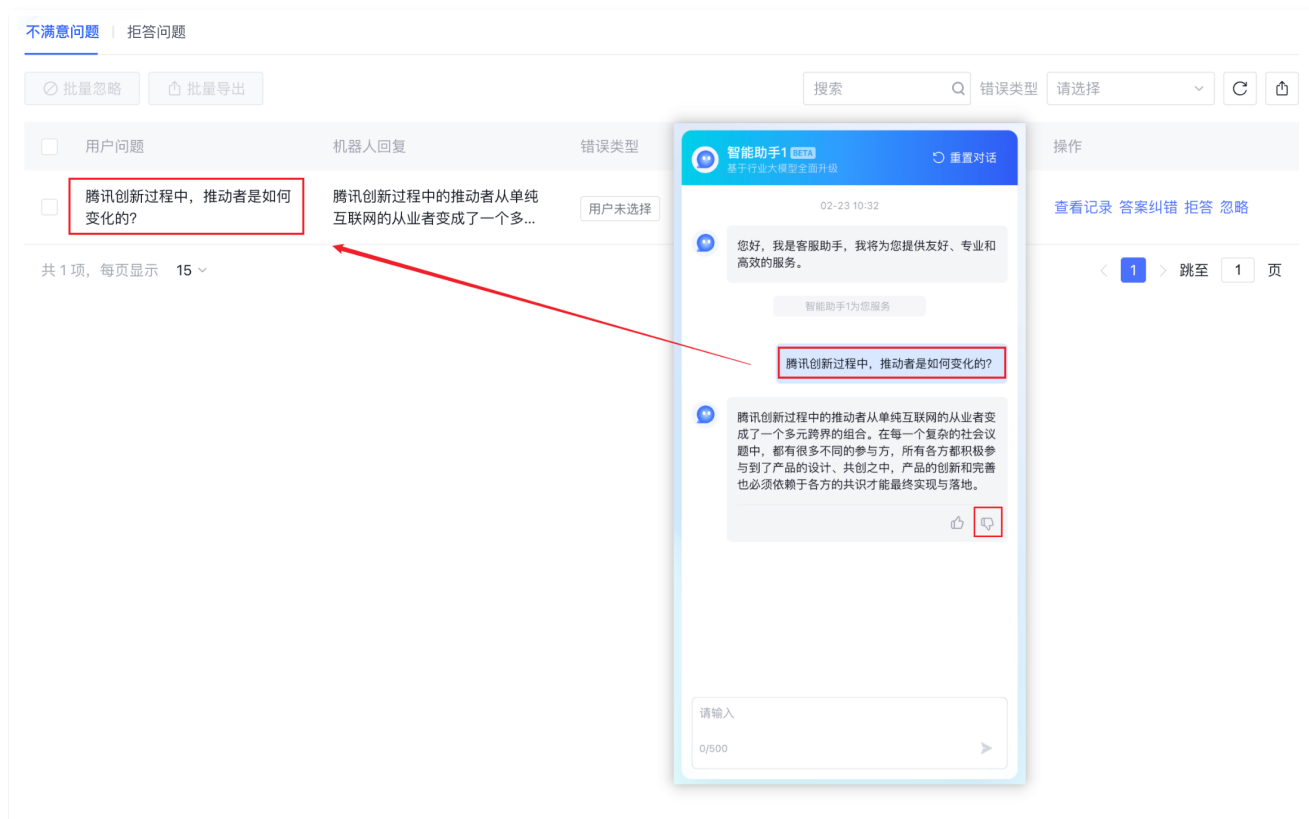 不满意问题 | 拒答问题
批量忽略 批量导出 搜索 错误类型 请选择
用户问题 机器人回复 错误类型 操作
腾讯创新过程中，推动者是如何
变化的?
腾讯创新过程中的推动者从单纯
互联网的从业者变成了一个多...
用户未选择
查看记录 答案纠错 拒答 忽略
共 1 项，每页显示 15
1 跳至 1 页
智能助手1 BETA
基于行业大模型全面升级
重置对话
02-23 10:32
您好，我是客服助手，我将为您提供友好、专业和
高效的服务。
智能助手1为您服务
腾讯创新过程中，推动者是如何变化的?
腾讯创新过程中的推动者从单纯互联网的从业者变
成了一个多元跨界的组合。在每一个复杂的社会议
题中，都有很多不同的参与方，所有各方都积极参
与到了产品的设计、共创之中，产品的创新和完善
也必须依赖于各方的共识才能最终实现与落地。
请输入
0/500